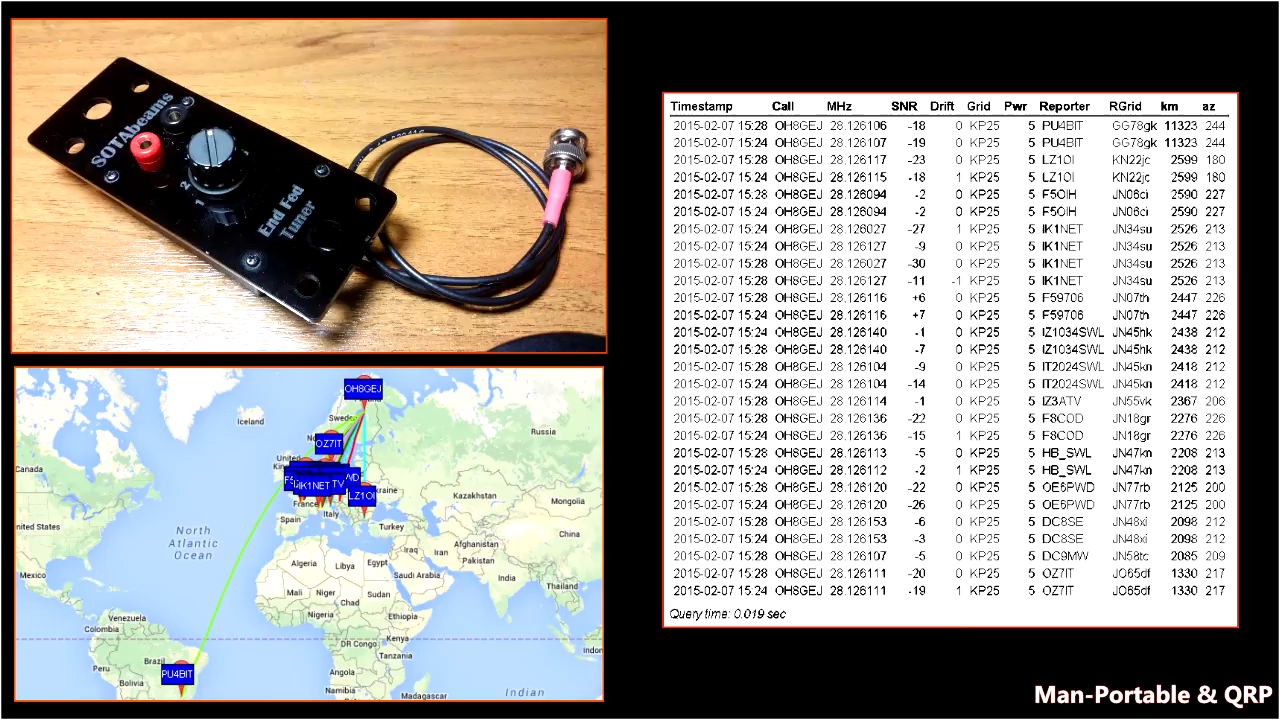 SOTAbeams
2
1
End Fed
Tuner
OH8GEJ
Iceland
Sweden
Russia
OZ7IT
United
Canada
IK1NET
TV
WD
LZ1OI
Ukraine
Kazakhstan
Mongolia
France
Italy
Spain
Turkey
United States
North
Atlantic
Ocean
Iraq
Iran
Afghanistan
Pakistan
Algeria
Libya
Egypt
Saudi Arabia
India
Thailand
Mexico
Mali
Niger
Chad
Sudan
Nigeria
Ethiopia
Venezuela
Colombia
Kenya
DR Congo
Tanzania
Indon
Peru
Brazil
PU4BIT
Bolivia
Angola
Namibia
Madagascar
Indian
Timestamp Call MHz SNR Drift Grid Pwr Reporter RGrid km az
2015-02-07 15:28 OH8GEJ 28.126106 -18 0 KP25 5 PU4BIT GG78gk 11323 244
2015-02-07 15:24 OH8GEJ 28.126107 -19 0 KP25 5 PU4BIT GG78gk 11323 244
2015-02-07 15:28 OH8GEJ 28.126117 -23 0 KP25 5 LZ1OI KN22jc 2599 180
2015-02-07 15:24 OH8GEJ 28.126115 -18 1 KP25 5 LZ1OI KN22jc 2599 180
2015-02-07 15:28 OH8GEJ 28.126094 -2 0 KP25 5 F5OIH JN06ci 2590 227
2015-02-07 15:24 OH8GEJ 28.126094 -2 0 KP25 5 F5OIH JN06ci 2590 227
2015-02-07 15:24 OH8GEJ 28.126027 -27 1 KP25 5 IK1NET JN34su 2526 213
2015-02-07 15:28 OH8GEJ 28.126127 -9 0 KP25 5 IK1NET JN34su 2526 213
2015-02-07 15:28 OH8GEJ 28.126027 -30 0 KP25 5 IK1NET JN34su 2526 213
2015-02-07 15:24 OH8GEJ 28.126127 -11 -1 KP25 5 IK1NET JN34su 2526 213
2015-02-07 15:28 OH8GEJ 28.126116 +6 0 KP25 5 F59706 JN07th 2447 226
2015-02-07 15:24 OH8GEJ 28.126116 +7 0 KP25 5 F59706 JN07th 2447 226
2015-02-07 15:24 OH8GEJ 28.126140 -1 0 KP25 5 IZ1034SWL JN45hk 2438 212
2015-02-07 15:28 OH8GEJ 28.126140 -7 0 KP25 5 IZ1034SWL JN45hk 2438 212
2015-02-07 15:28 OH8GEJ 28.126104 -9 0 KP25 5 JN45kn 2418 212
2015-02-07 15:24 OH8GEJ 28.126104 -14 0 KP25 5 JN45kn 2418 212
2015-02-07 15:28 OH8GEJ 28.126114 -1 0 KP25 5 IZ3ATV JN55vk 2367 206
2015-02-07 15:28 OH8GEJ 28.126136 -22 0 KP25 5 F8COD JN18gr 2276 226
2015-02-07 15:24 OH8GEJ 28.126136 -15 1 KP25 5 F8COD JN18gr 2276 226
2015-02-07 15:28 OH8GEJ 28.126113 -5 0 KP25 5 HB_SWL JN47kn 2208 213
2015-02-07 15:24 OH8GEJ 28.126112 -2 1 KP25 5 HB_SWL JN47kn 2208 213
2015-02-07 15:28 OH8GEJ 28.126120 -22 0 KP25 5 OE6PWD JN77rb 2125 200
2015-02-07 15:24 OH8GEJ 28.126120 -26 0 KP25 5 OE6PWD JN77rb 2125 200
2015-02-07 15:28 OH8GEJ 28.126153 -6 0 KP25 5 DC8SE JN48xi 2098 212
2015-02-07 15:24 OH8GEJ 28.126153 -3 0 KP25 5 DC8SE JN48xi 212
2015-02-07 15:28 OH8GEJ 28.126107 -5 0 KP25 5 DC9MW JN58tc 209
2015-02-07 15:28 OH8GEJ 28.126111 -20 0 KP25 5 OZ7IT JO65df 1330 217
2015-02-07 15:24 OH8GEJ 28.126111 -19 1 KP25 5 OZ7IT JO65df 1330 217
Query time: 0.019 sec
Man-Portable & QRP